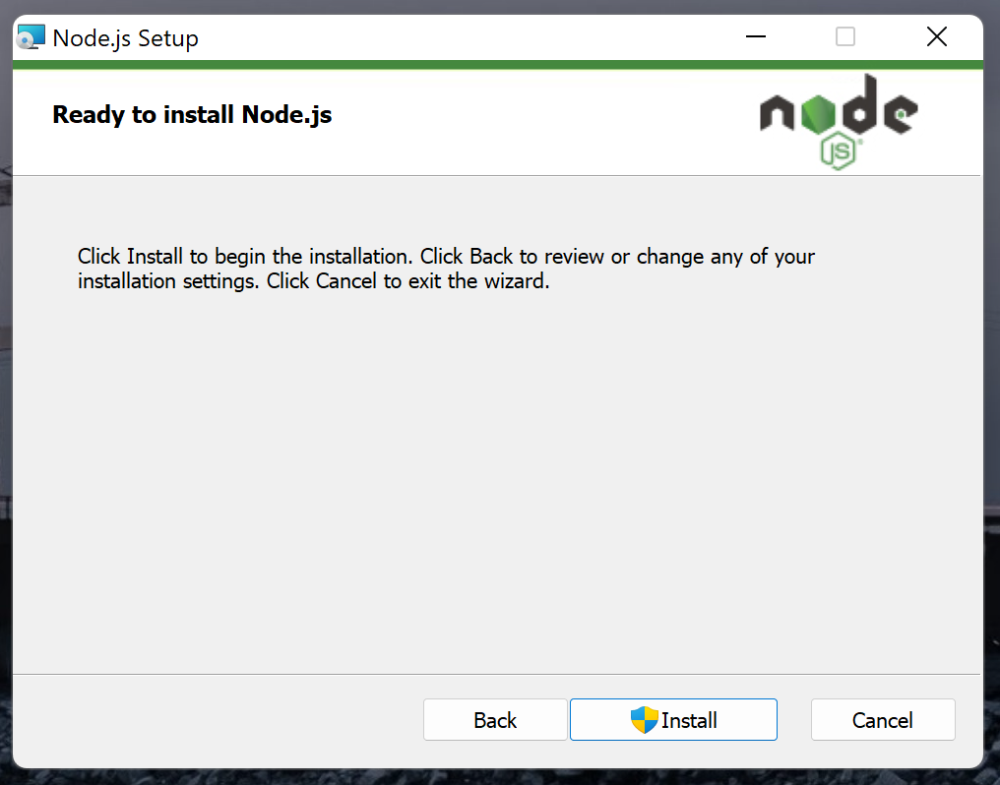 Node.js Setup
Ready to install Node.js
node
JS
Click Install to begin the installation. Click Back to review or change any of your
installation settings. Click Cancel to exit the wizard.
Back
Install
Cancel